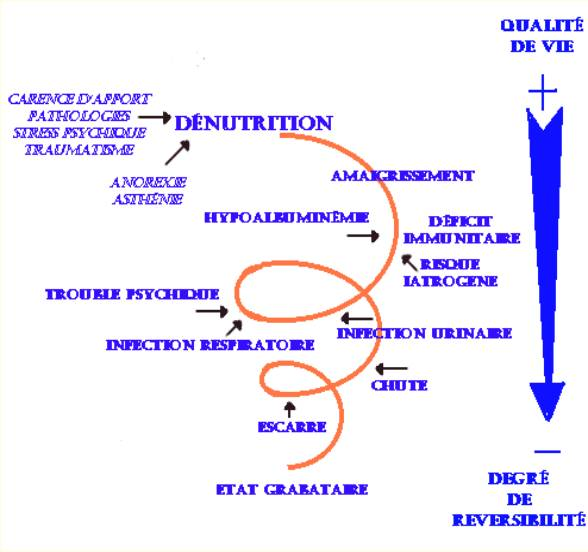 QUALITÉ
DE VIE
+
CARENCE D'APPORT
PATHOLOGIES
STRESS PSYCHIQUE
TRAUMATISME
DÉNUTRITION
ANOREXIE
ASTHÉNIE
AMAIGRISSEMENT
HYPOALBUMINÉMIE
DÉFICIT
IMMUNITAIRE
RISQUE
IATROGENE
TROUBLE PSYCHIQUE
INFECTION URINAIRE
INFECTION RESPIRATOIRE
CHUTE
ESCARRE
ETAT GRABATAIRE
—
DEGRÉ
DE
REVERSIBILITÉ